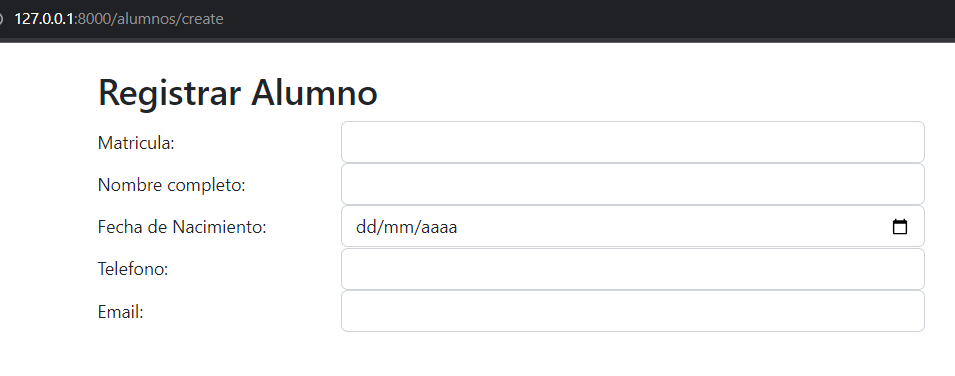 127.0.0.1:8000/alumnos/create
Registrar Alumno
Matricula:
Nombre completo:
Fecha de Nacimiento: dd/mm/aaaa
Telefono:
Email: